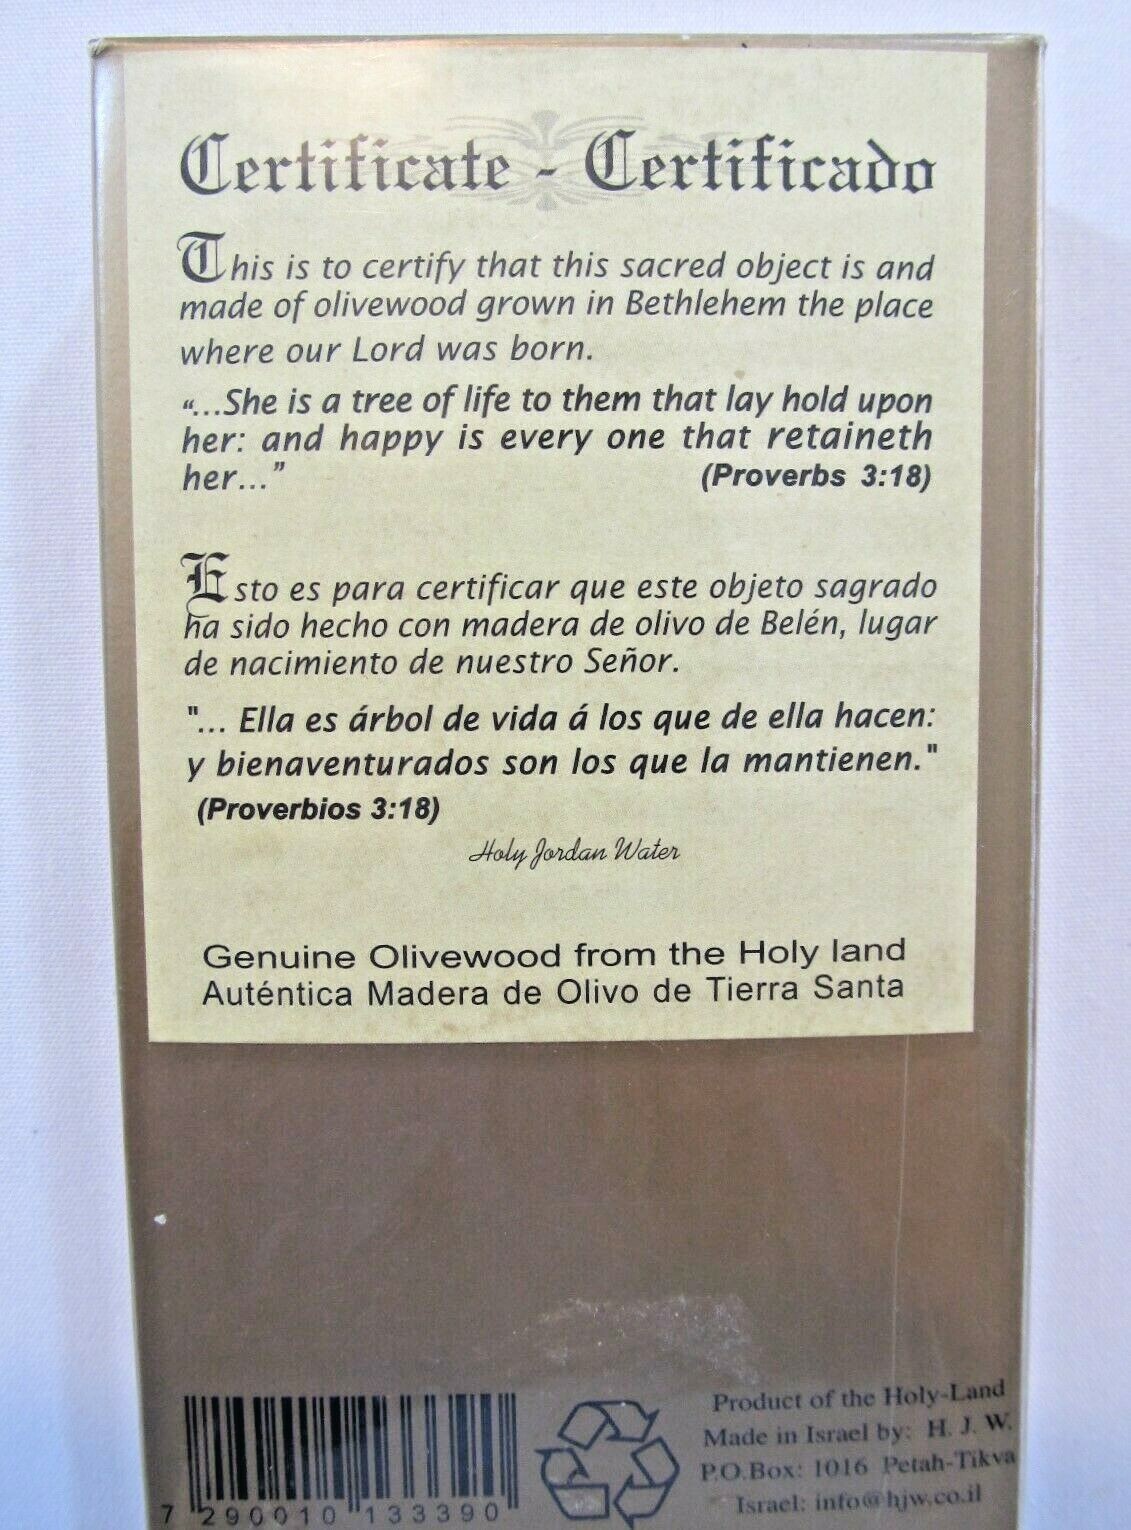 Certificate - Certificado
This is to certify that this sacred object is and
made of olivewood grown in Bethlehem the place
where our Lord was born.
“...She is a tree of life to them that lay hold upon
her: and happy is every one that retaineth
her...” (Proverbs 3:18)
Esto es para certificar que este objeto sagrado
ha sido hecho con madera de olivo de Belén, lugar
de nacimiento de nuestro Señor.
"... Ella es árbol de vida á los que de ella hacen:
y bienaventurados son los que la mantienen."
(Proverbios 3:18)
Holy Jordan Water
Genuine Olivewood from the Holy land
Auténtica Madera de Olivo de Tierra Santa
Product of the Holy-Land
Made in Israel by: H. J. W.
P.O.Box: 1016 Petah-Tikva
Israel: info@hjw.co.il
7 290010 133390